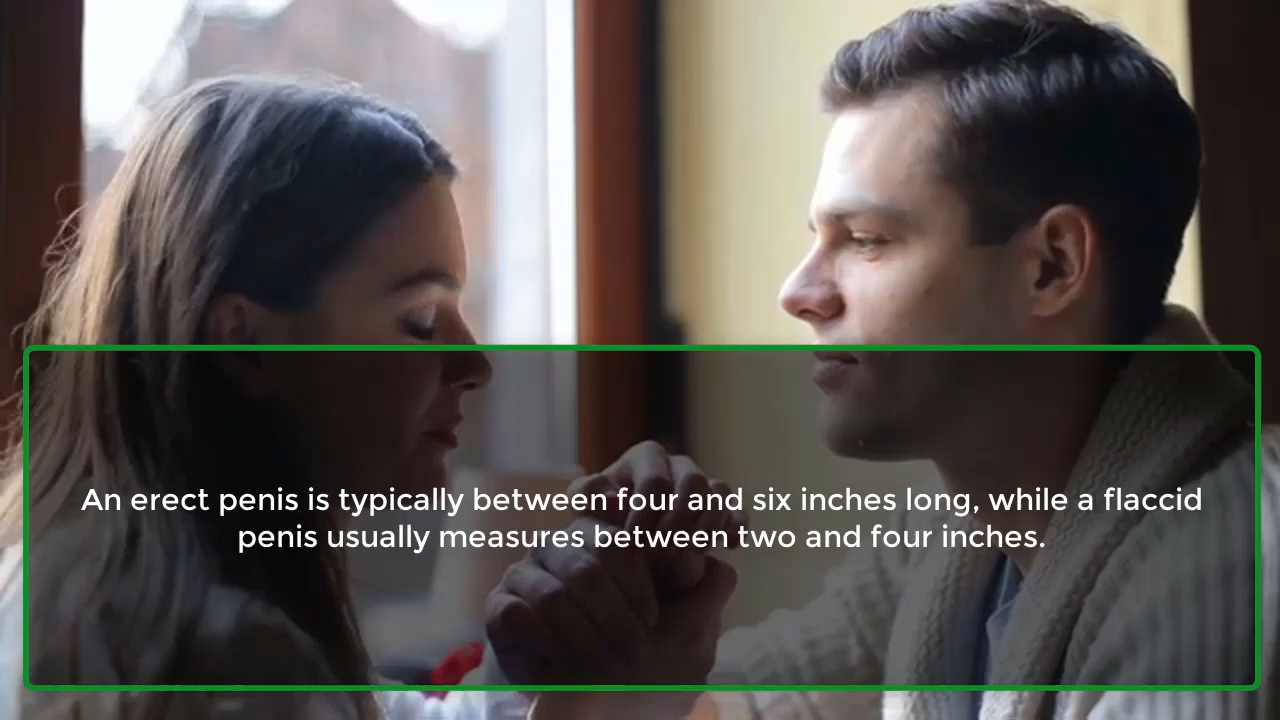 An erect penis is typically between four and six inches long, while a flaccid
penis usually measures between two and four inches.